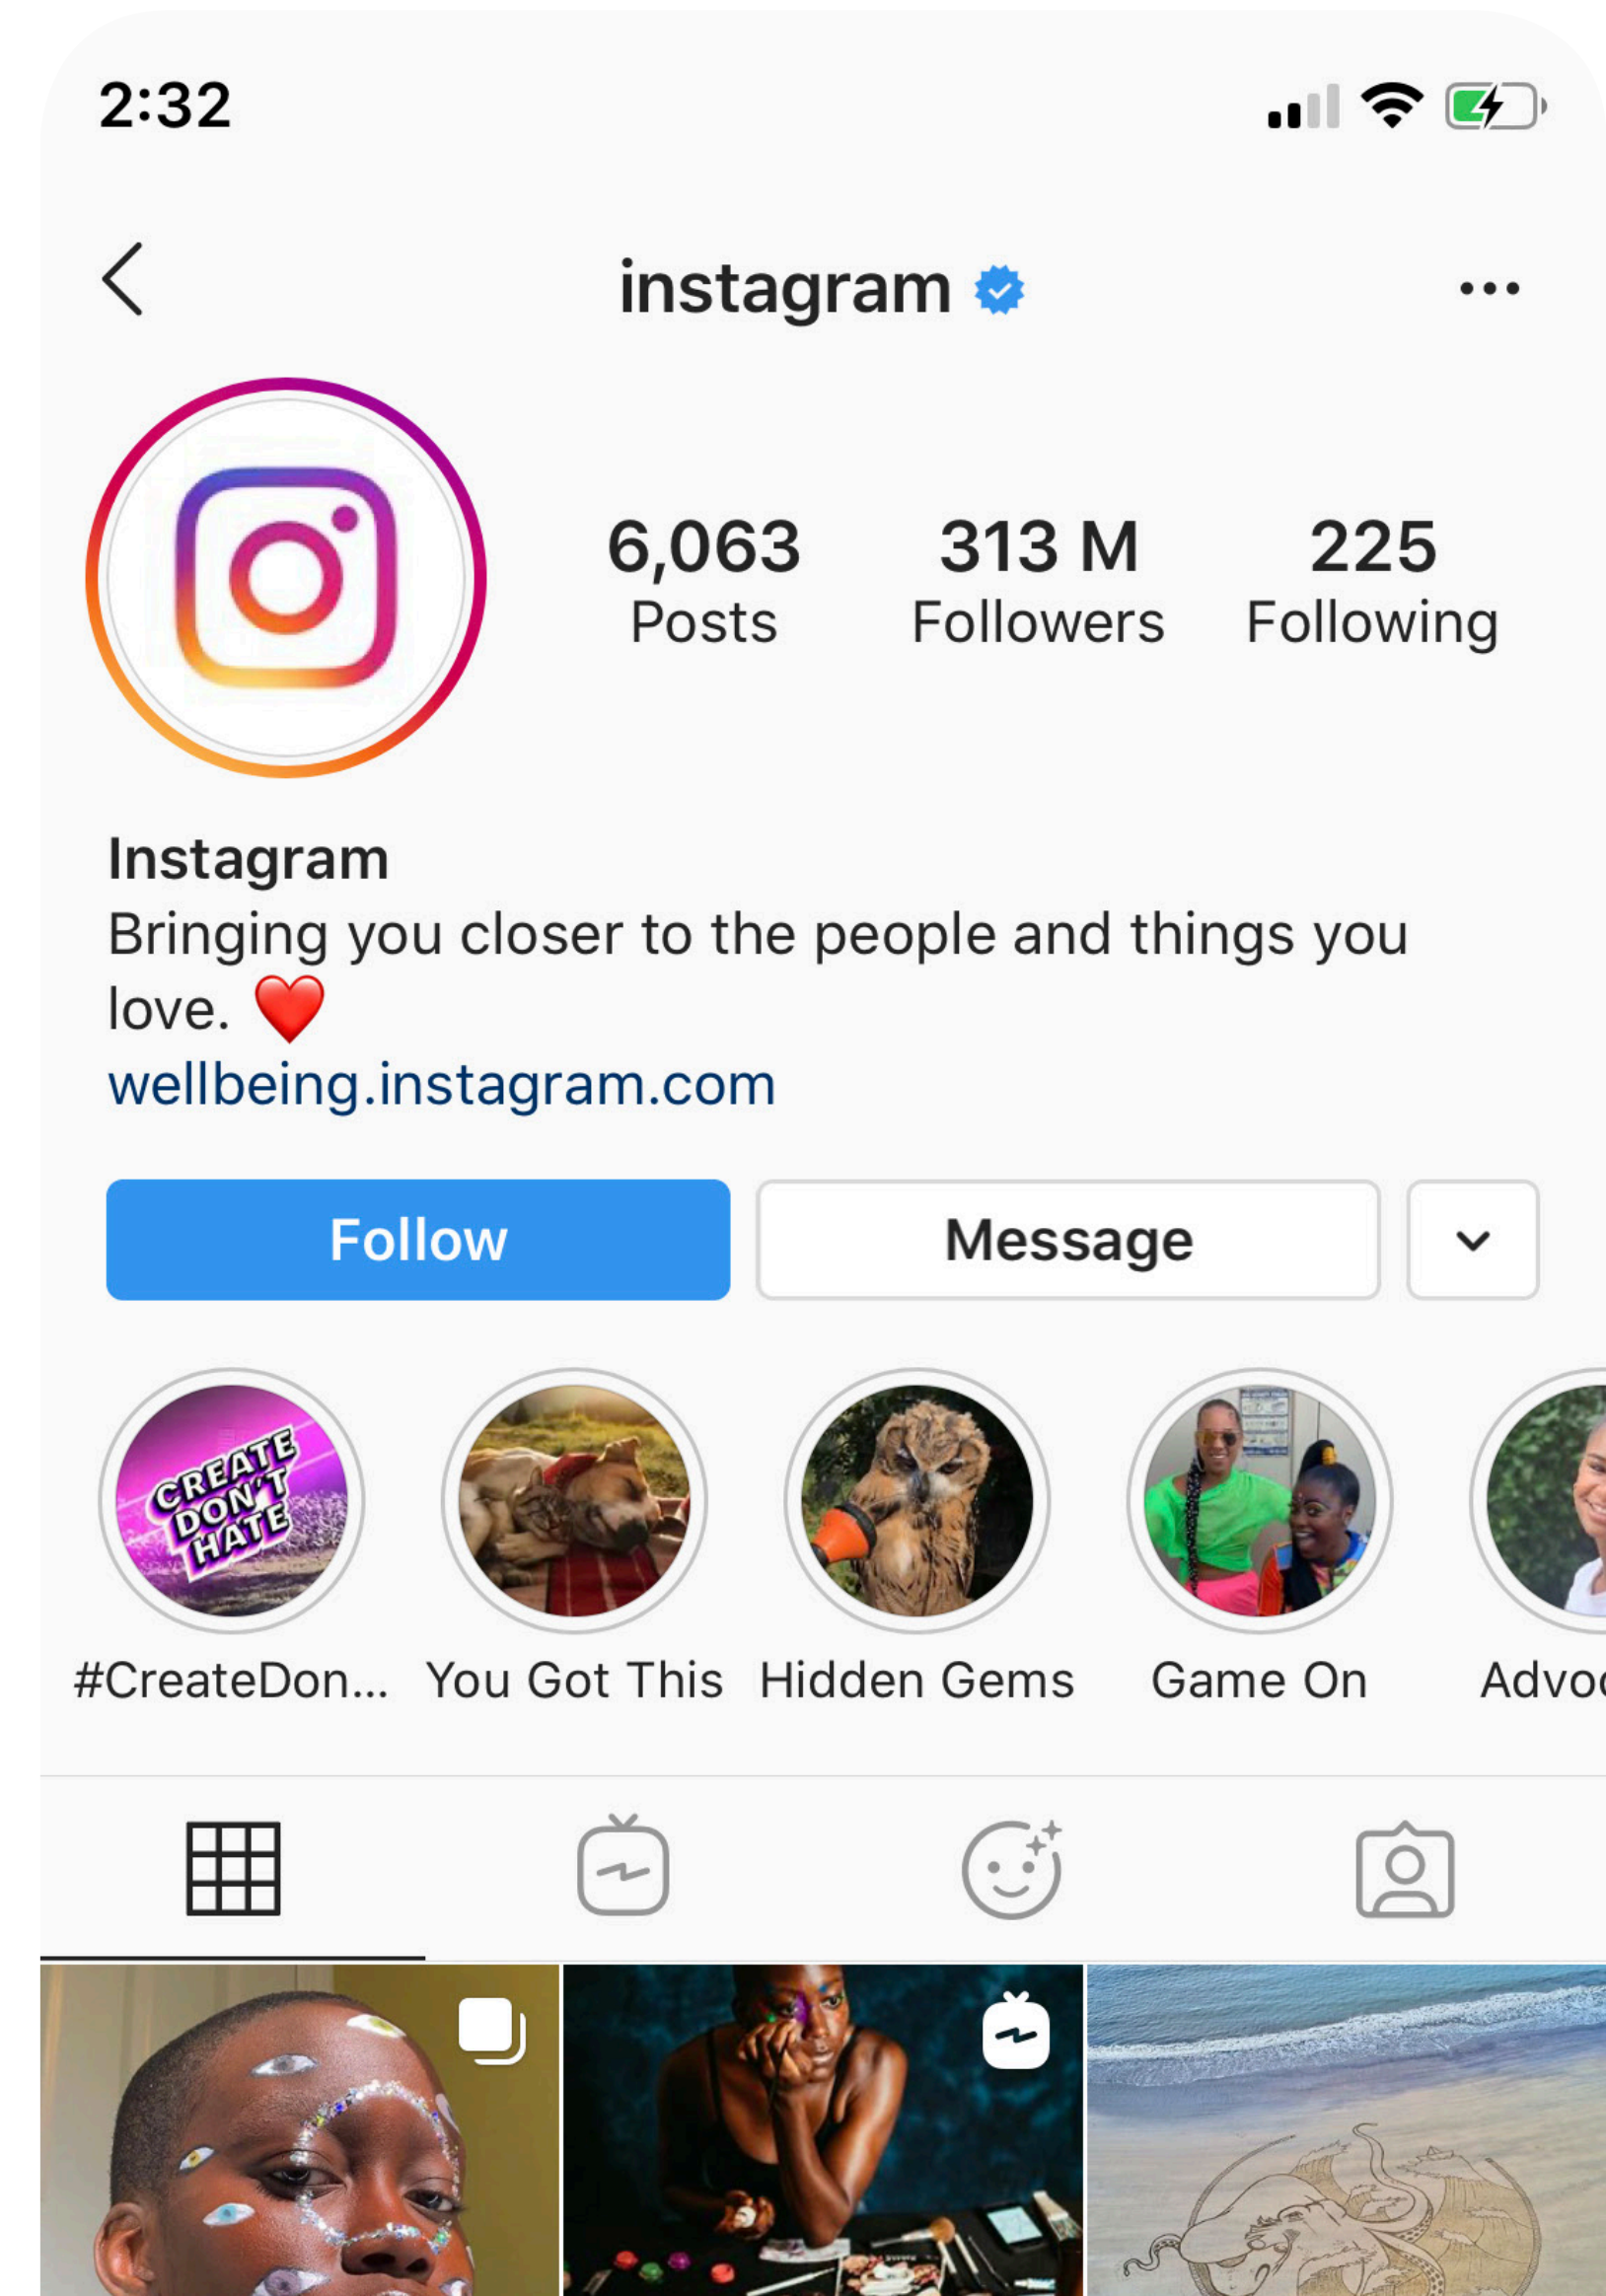 2:32
instagram
6,063 313 M 225
Posts Followers Following
Instagram
Bringing you closer to the people and things you
love. ❤️
wellbeing.instagram.com
Follow Message
CREATE
DON'T
HATE
#CreateDon... You Got This Hidden Gems Game On